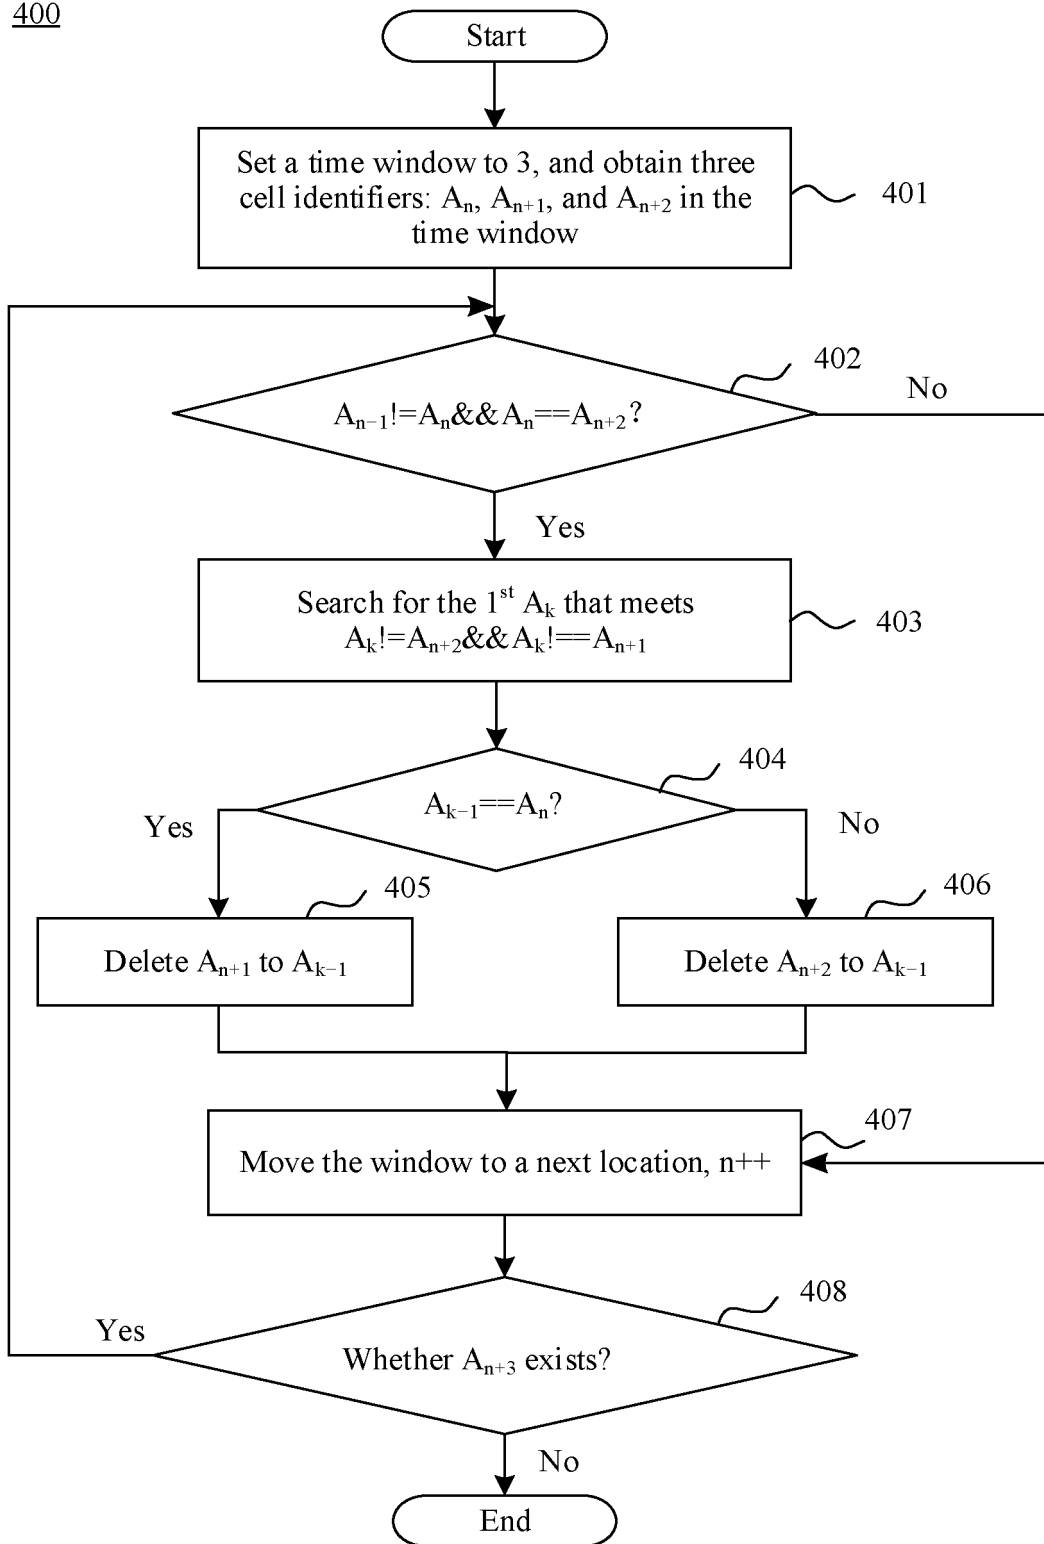 400
Start
Set a time window to 3, and obtain three
cell identifiers: Aₙ, Aₙ₊₁, and Aₙ₊₂ in the
time window
401
402
No
Aₙ₋₁!=Aₙ&&Aₙ==Aₙ₊₂?
Yes
Search for the 1ˢᵗ Aₖ that meets
Aₖ!=Aₙ₊₂&&Aₖ!==Aₙ₊₁
403
404
Aₖ₋₁==Aₙ?
Yes
No
405
406
Delete Aₙ₊₁ to Aₖ₋₁
Delete Aₙ₊₂ to Aₖ₋₁
407
Move the window to a next location, n++
408
Yes
Whether Aₙ₊₃ exists?
No
End